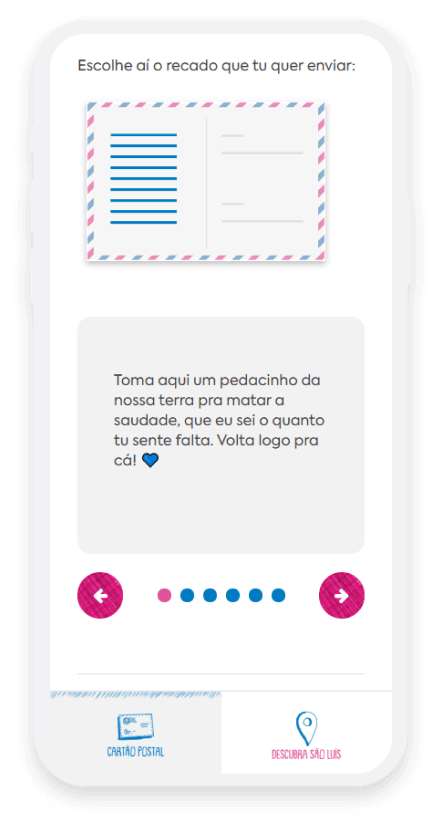 Escolhe aí o recado que tu quer enviar:
Toma aqui um pedacinho da
nossa terra pra matar a
saudade, que eu sei o quanto
tu sente falta. Volta logo pra
cá! 💙
CARTÃO POSTAL
DESCUBRA SÃO LUÍS